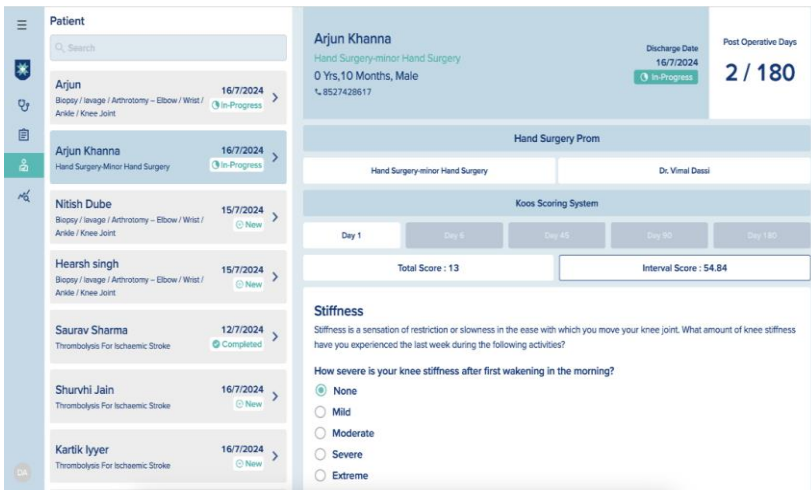 Patient
Search
Arjun
16/7/2024
Biopsy / lavage / Arthrotomy – Elbow / Wrist /
Ankle / Knee Joint
In-Progress
Arjun Khanna
16/7/2024
Hand Surgery-Minor Hand Surgery
In-Progress
Nitish Dube
15/7/2024
Biopsy / lavage / Arthrotomy – Elbow / Wrist /
Ankle / Knee Joint
New
Hearsh singh
15/7/2024
Biopsy / lavage / Arthrotomy – Elbow / Wrist /
Ankle / Knee Joint
New
Saurav Sharma
12/7/2024
Thrombolysis For Ischaemic Stroke
Completed
Shurvhi Jain
16/7/2024
Thrombolysis For Ischaemic Stroke
New
Kartik Iyyer
16/7/2024
Thrombolysis For Ischaemic Stroke
New
DA
Arjun Khanna
Hand Surgery-minor Hand Surgery
0 Yrs,10 Months, Male
8527428617
Discharge Date
16/7/2024
In-Progress
Post Operative Days
2 / 180
Hand Surgery Prom
Hand Surgery-minor Hand Surgery
Dr. Vimal Dassi
Koos Scoring System
Day 1
Day 6
Day 45
Day 90
Day 180
Total Score : 13
Interval Score : 54.84
Stiffness
Stiffness is a sensation of restriction or slowness in the ease with which you move your knee joint. What amount of knee stiffness
have you experienced the last week during the following activities?
How severe is your knee stiffness after first wakening in the morning?
None
Mild
Moderate
Severe
Extreme